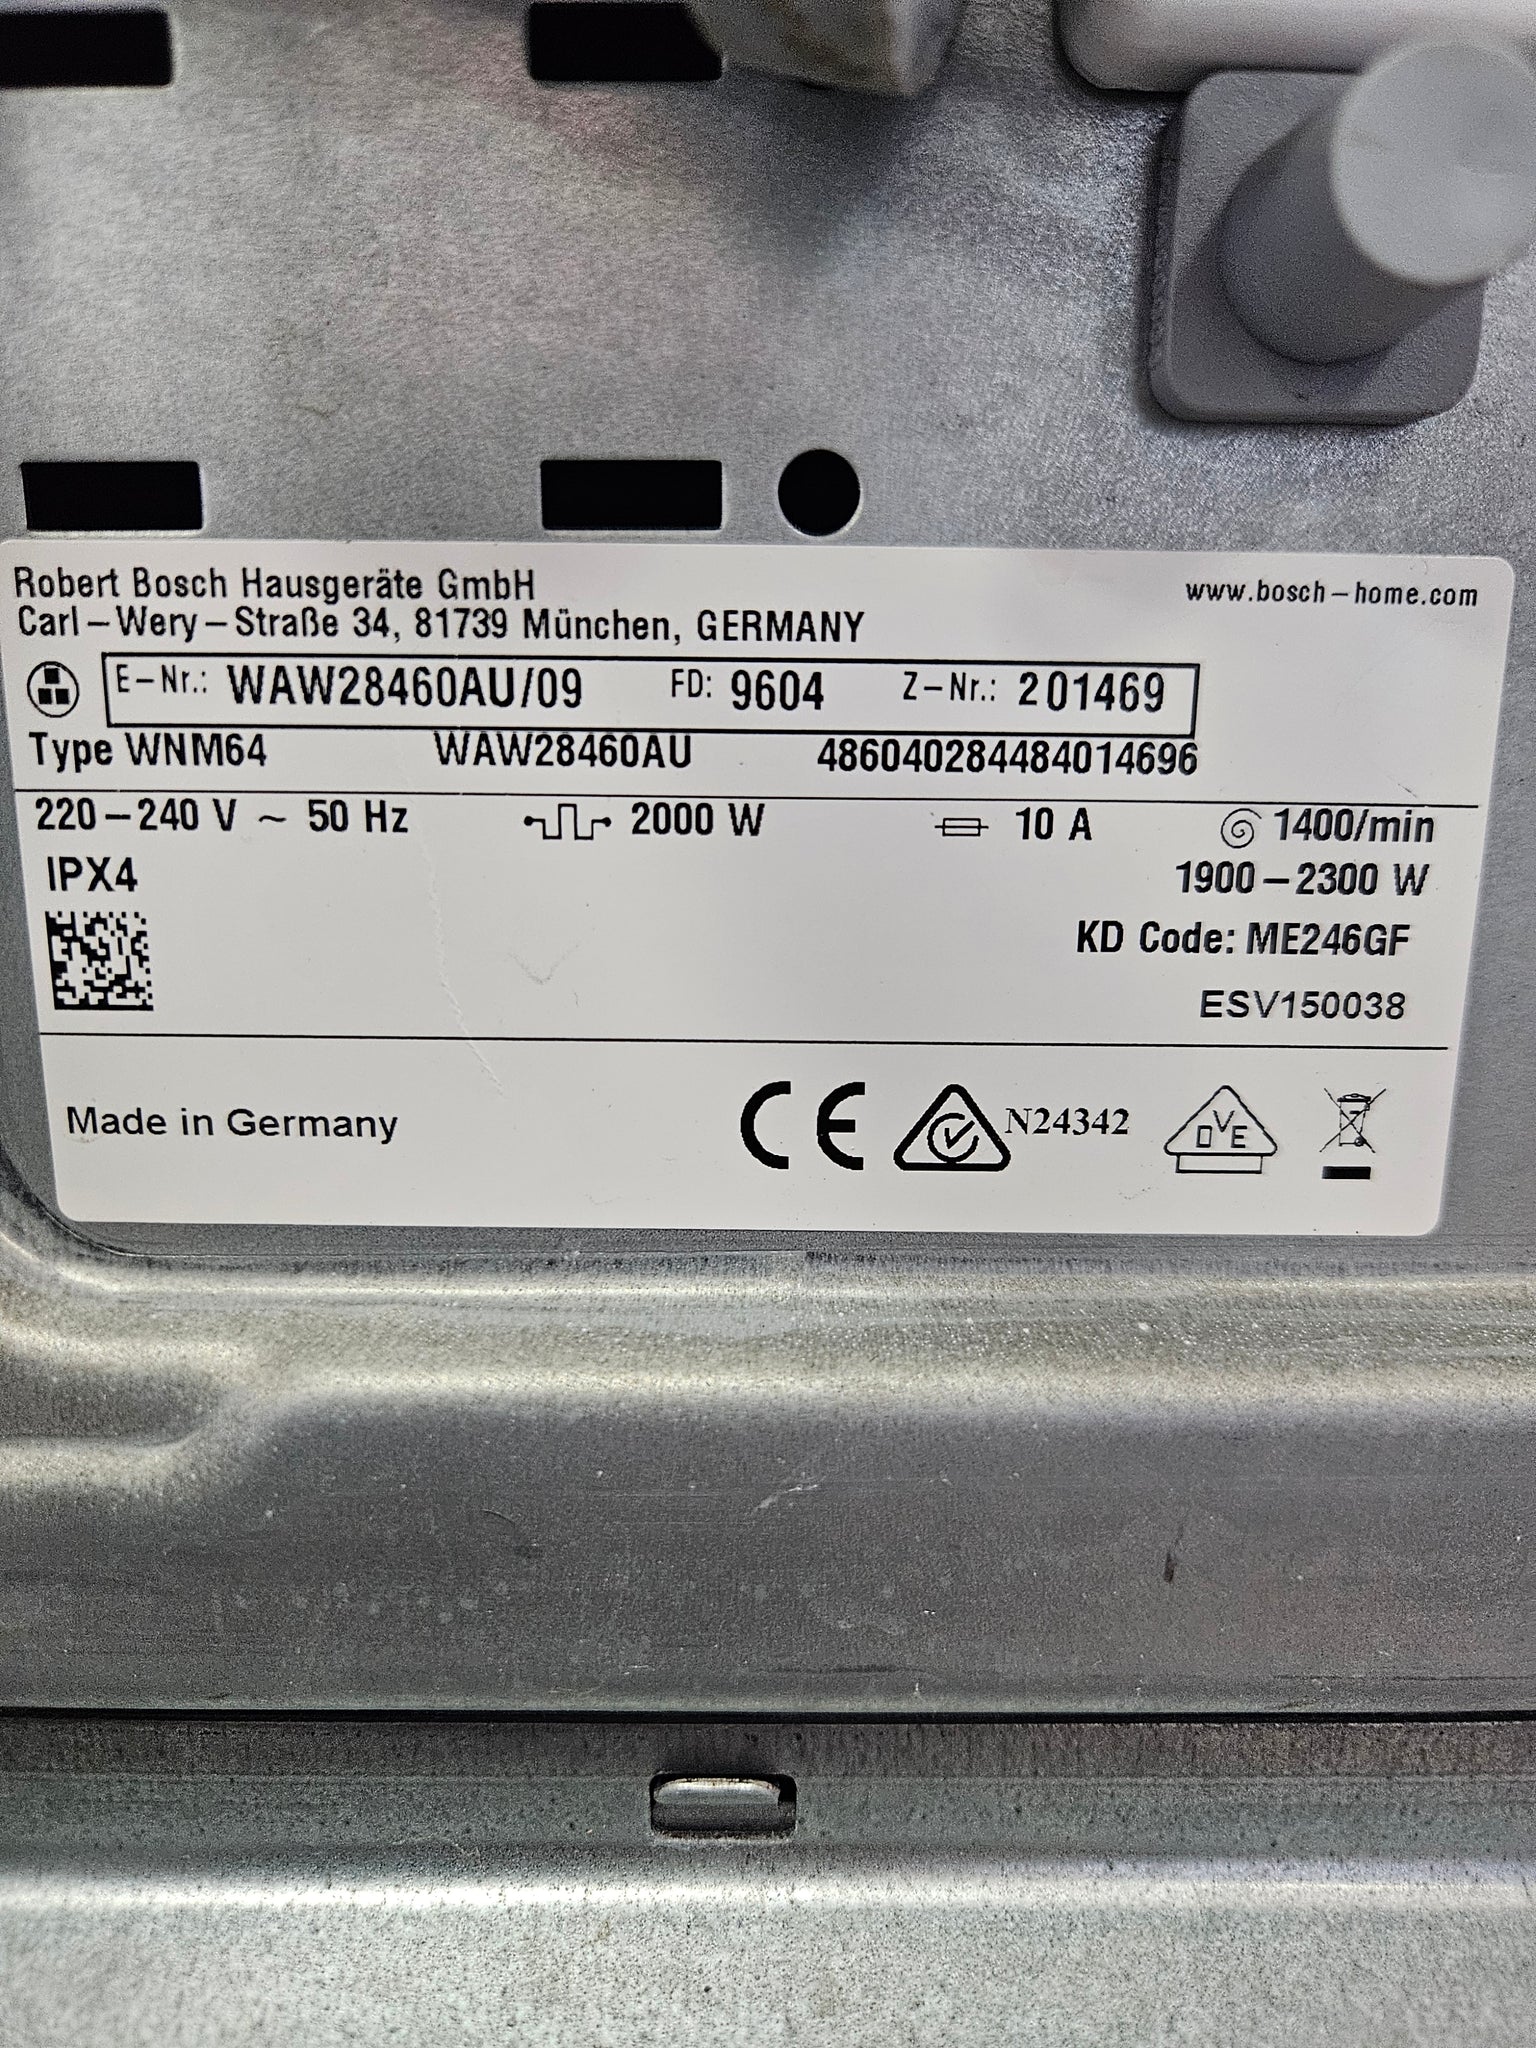 Robert Bosch Hausgeräte GmbH www.bosch-home.com
Carl-Wery-Straße 34, 81739 München, GERMANY
E-Nr.: WAW28460AU/09 FD: 9604 Z-Nr.: 201469
Type WNM64 WAW28460AU 486040284484014696
220-240 V ~ 50 Hz 2000 W 10 A 1400/min
IPX4 1900-2300 W
KD Code: ME246GF
ESV150038
Made in Germany CE N24342 DVE